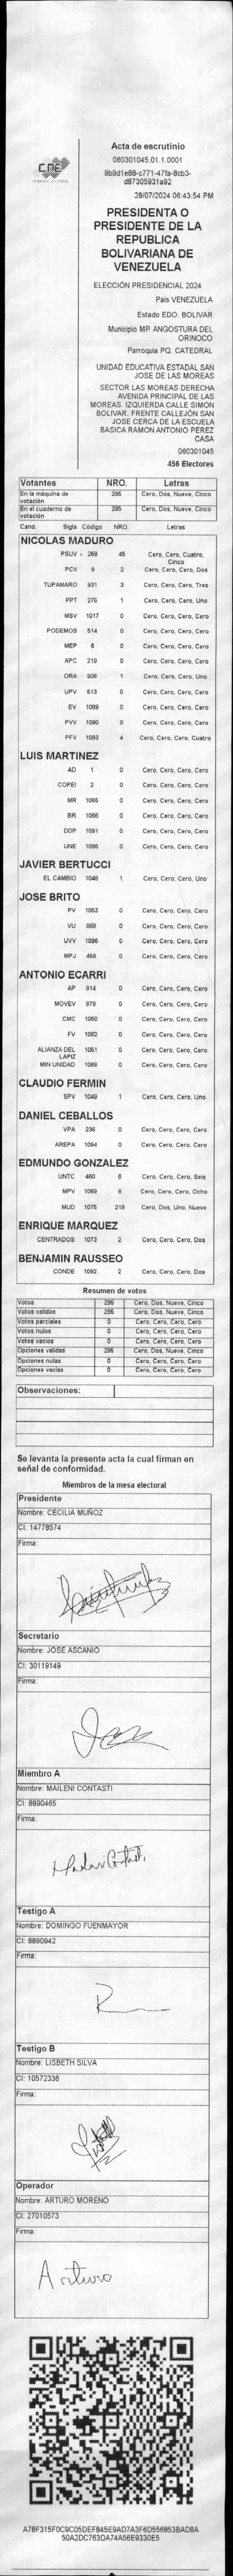 CNE
Acta de escrutinio
060301045.01.1.0001
9b9d1e88-c771-47fa-8cb3-
d87305931a92
28/07/2024 06:43:54 PM
PRESIDENTA O
PRESIDENTE DE LA
REPUBLICA
BOLIVARIANA DE
VENEZUELA
ELECCIÓN PRESIDENCIAL 2024
Pais VENEZUELA
Estado EDO. BOLIVAR
Municipio MP. ANGOSTURA DEL
ORINOCO
Parroquia PQ. CATEDRAL
UNIDAD EDUCATIVA ESTADAL SAN
JOSE DE LAS MOREAS
SECTOR LAS MOREAS DERECHA
AVENIDA PRINCIPAL DE LAS
MOREAS. IZQUIERDA CALLE SIMON
BOLIVAR. FRENTE CALLEJÓN SAN
JOSE CERCA DE LA ESCUELA
BASICA RAMON ANTONIO PEREZ
CASA
060301045
456 Electores
Votantes NRO. Letras
En la máquina de votación 295 Cero, Dos, Nueve, Cinco
En el cuaderno de votación 295 Cero, Dos, Nueve, Cinco
Cand. Sigla Código NRO. Letras
NICOLAS MADURO
PSUV 269 45 Cero, Cero, Cuatro,
Cinco
PCV 9 2 Cero, Cero, Cero, Dos
TUPAMARO 931 3 Cero, Cero, Cero, Tres
PPT 276 1 Cero, Cero, Cero, Uno
MSV 1017 0 Cero, Cero, Cero, Cero
PODEMOS 514 0 Cero, Cero, Cero, Cero
MEP 6 0 Cero, Cero, Cero, Cero
APC 219 0 Cero, Cero, Cero, Cero
ORA 906 1 Cero, Cero, Cero, Uno
UPV 513 0 Cero, Cero, Cero, Cero
EV 1089 0 Cero, Cero, Cero, Cero
PVV 1090 0 Cero, Cero, Cero, Cero
PFV 1093 4 Cero, Cero, Cero, Cuatro
LUIS MARTINEZ
AD 1 0 Cero, Cero, Cero, Cero
COPEI 2 0 Cero, Cero, Cero, Cero
MR 1065 0 Cero, Cero, Cero, Cero
BR 1066 0 Cero, Cero, Cero, Cero
DDP 1091 0 Cero, Cero, Cero, Cero
UNE 1095 0 Cero, Cero, Cero, Cero
JAVIER BERTUCCI
EL CAMBIO 1048 1 Cero, Cero, Cero, Uno
JOSE BRITO
PV 1053 0 Cero, Cero, Cero, Cero
VU 969 0 Cero, Cero, Cero, Cero
UVV 1096 0 Cero, Cero, Cero, Cero
MPJ 458 0 Cero, Cero, Cero, Cero
ANTONIO ECARRI
AP 914 0 Cero, Cero, Cero, Cero
MOVEV 979 0 Cero, Cero, Cero, Cero
CMC 1050 0 Cero, Cero, Cero, Cero
FV 1082 0 Cero, Cero, Cero, Cero
ALIANZA DEL LAPIZ 1051 0 Cero, Cero, Cero, Cero
MIN UNIDAD 1068 0 Cero, Cero, Cero, Cero
CLAUDIO FERMIN
SPV 1049 1 Cero, Cero, Cero, Uno
DANIEL CEBALLOS
VPA 236 0 Cero, Cero, Cero, Cero
AREPA 1094 0 Cero, Cero, Cero, Cero
EDMUNDO GONZALEZ
UNTC 460 6 Cero, Cero, Cero, Seis
MPV 1069 8 Cero, Cero, Cero, Ocho
MUD 1075 219 Cero, Dos, Uno, Nueve
ENRIQUE MARQUEZ
CENTRADOS 1073 2 Cero, Cero, Cero, Dos
BENJAMIN RAUSSEO
CONDE 1092 2 Cero, Cero, Cero, Dos
Resumen de votos
Votos 295 Cero, Dos, Nueve, Cinco
Votos validos 295 Cero, Dos, Nueve, Cinco
Votos parciales 0 Cero, Cero, Cero, Cero
Votos nulos 0 Cero, Cero, Cero, Cero
Votos vacios 0 Cero, Cero, Cero, Cero
Opciones validas 295 Cero, Dos, Nueve, Cinco
Opciones nulas 0 Cero, Cero, Cero, Cero
Opciones vacias 0 Cero, Cero, Cero, Cero
Observaciones:
Se levanta la presente acta la cual firman en
señal de conformidad.
Miembros de la mesa electoral
Presidente
Nombre: CECILIA MUÑOZ
CI: 14778574
Firma:
Secretario
Nombre: JOSE ASCANIO
CI: 30119149
Firma:
Miembro A
Nombre: MAILENI CONTASTI
CI: 8890465
Firma:
Testigo A
Nombre: DOMINGO FUENMAYOR
CI: 8890942
Firma:
Testigo B
Nombre: LISBETH SILVA
CI: 10572336
Firma:
Operador
Nombre: ARTURO MORENO
CI: 27010573
Firma:
Arturo
A78F315F0C9C05DEF845E9AD7A3F6D556853BAD8A
50A2DC763DA74A56E9330E5